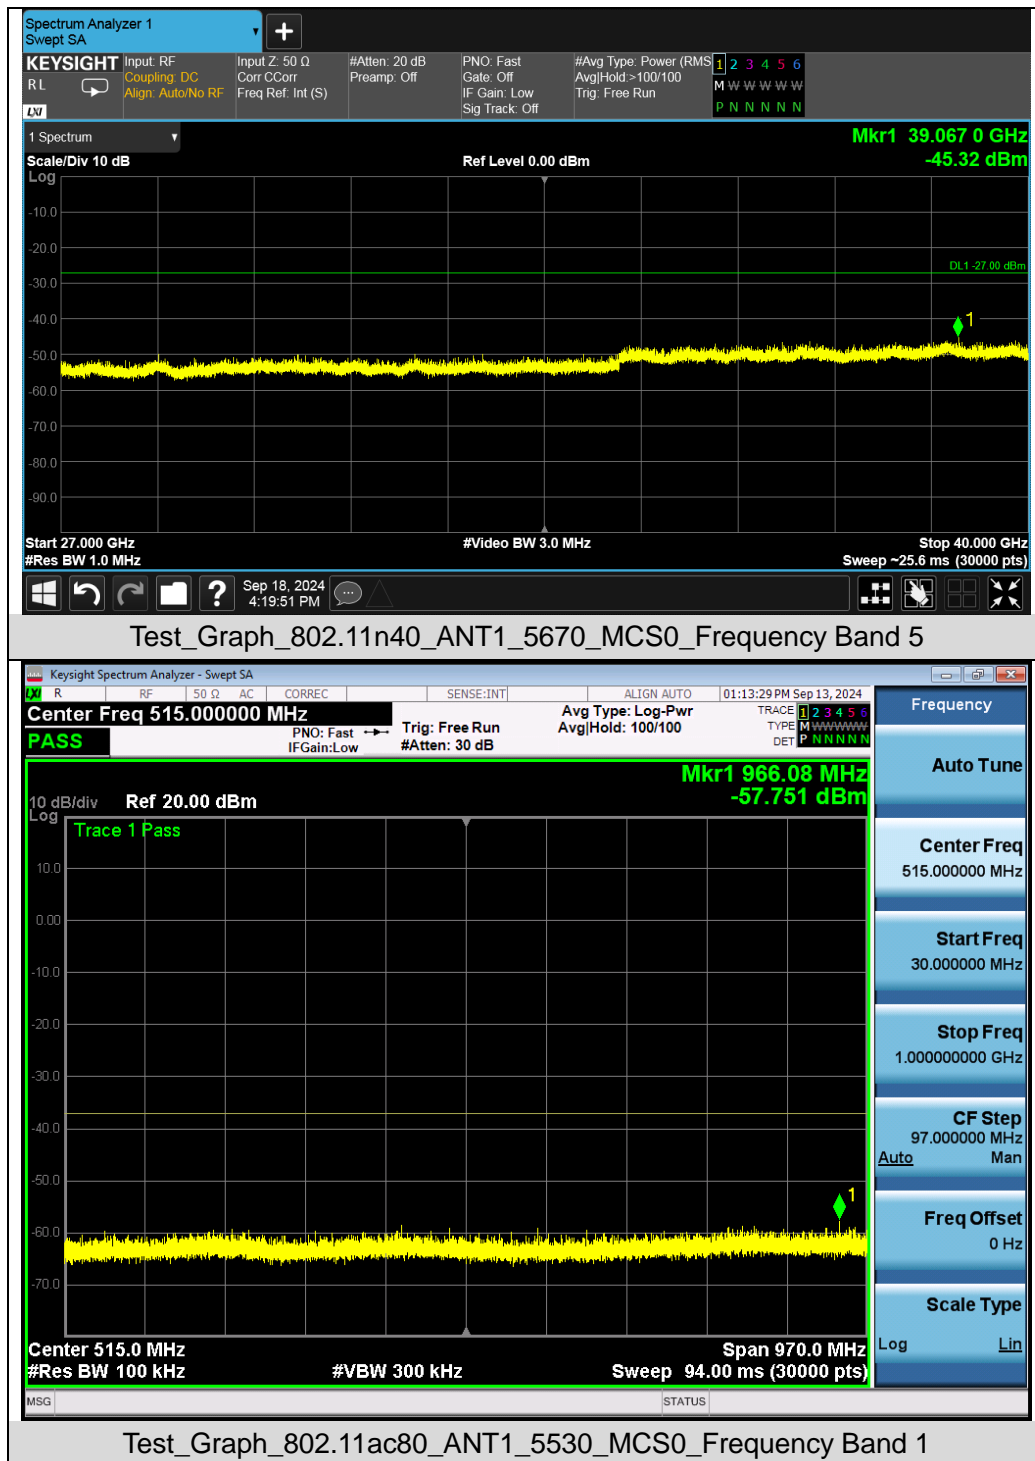 Spectrum Analyzer 1
Swept SA
+
KEYSIGHT
R L
LXI
Input: RF
Coupling: DC
Align: Auto/No RF
Input Z: 50 Ω
Corr CCorr
Freq Ref: Int (S)
#Atten: 20 dB
Preamp: Off
PNO: Fast
Gate: Off
IF Gain: Low
Sig Track: Off
#Avg Type: Power (RMS
Avg|Hold:>100/100
Trig: Free Run
1 2 3 4 5 6
M W W W W W
P N N N N N
1 Spectrum
Mkr1 39.067 0 GHz
Scale/Div 10 dB
Ref Level 0.00 dBm
-45.32 dBm
Log
-10.0
-20.0
DL1 -27.00 dBm
-30.0
-40.0
1
-50.0
-60.0
-70.0
-80.0
-90.0
Start 27.000 GHz
#Video BW 3.0 MHz
Stop 40.000 GHz
#Res BW 1.0 MHz
Sweep ~25.6 ms (30000 pts)
?
Sep 18, 2024
4:19:51 PM
Test_Graph_802.11n40_ANT1_5670_MCS0_Frequency Band 5
Keysight Spectrum Analyzer - Swept SA
LXI R RF 50 Ω AC CORREC SENSE:INT ALIGN AUTO 01:13:29 PM Sep 13, 2024
Center Freq 515.000000 MHz
PASS
PNO: Fast
IFGain:Low
Trig: Free Run
#Atten: 30 dB
Avg Type: Log-Pwr
Avg|Hold: 100/100
TRACE 1 2 3 4 5 6
TYPE M W W W W W
DET P N N N N N
Frequency
Auto Tune
Center Freq
515.000000 MHz
Start Freq
30.000000 MHz
Stop Freq
1.000000000 GHz
CF Step
97.000000 MHz
Auto Man
Freq Offset
0 Hz
Scale Type
Log Lin
Mkr1 966.08 MHz
-57.751 dBm
10 dB/div
Ref 20.00 dBm
Log
Trace 1 Pass
10.0
0.00
-10.0
-20.0
-30.0
-40.0
-50.0
1
-60.0
-70.0
Center 515.0 MHz
Span 970.0 MHz
#Res BW 100 kHz
#VBW 300 kHz
Sweep 94.00 ms (30000 pts)
MSG
STATUS
Test_Graph_802.11ac80_ANT1_5530_MCS0_Frequency Band 1